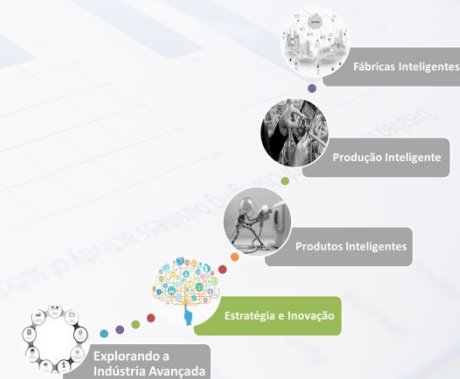 Fábricas Inteligentes
Produção Inteligente
Produtos Inteligentes
Estratégia e Inovação
Explorando a
Indústria Avançada